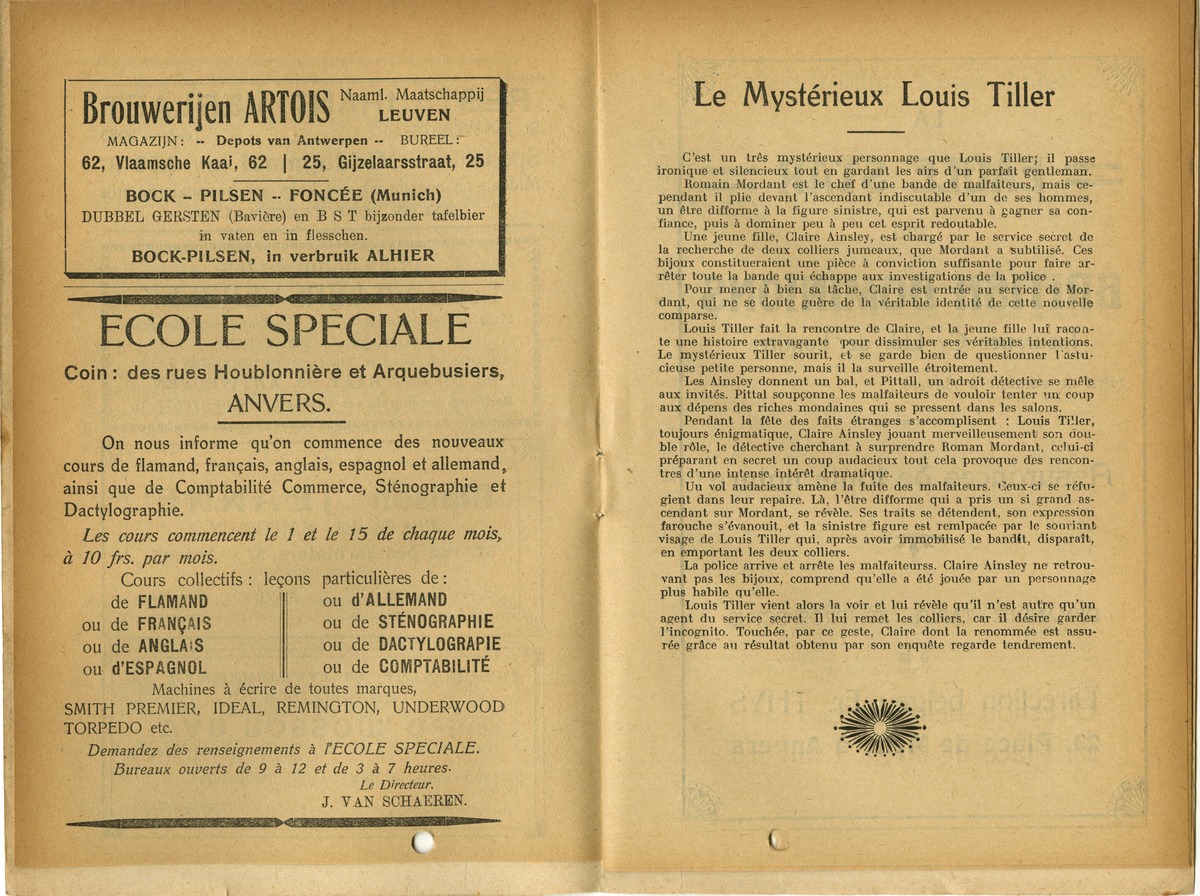 Brouwerijen ARTOIS Naaml. Maatschappij
LEUVEN
MAGAZIJN : -- Depots van Antwerpen -- BUREEL :
62, Vlaamsche Kaai, 62 | 25, Gijzelaarsstraat, 25
BOCK -- PILSEN -- FONCÉE (Munich)
DUBBEL GERSTEN (Bavière) en B S T bijzonder tafelbier
in vaten en in flesschen.
BOCK-PILSEN, in verbruik ALHIER
ECOLE SPECIALE
Coin : des rues Houblonnière et Arquebusiers,
ANVERS.
On nous informe qu'on commence des nouveaux
cours de flamand, français, anglais, espagnol et allemand,
ainsi que de Comptabilité Commerce, Sténographie et
Dactylographie.
Les cours commencent le 1 et le 15 de chaque mois,
à 10 frs. par mois.
Cours collectifs : leçons particulières de :
de FLAMAND ou d'ALLEMAND
ou de FRANÇAIS ou de STÉNOGRAPHIE
ou de ANGLAIS ou de DACTYLOGRAPIE
ou d'ESPAGNOL ou de COMPTABILITÉ
Machines à écrire de toutes marques,
SMITH PREMIER, IDEAL, REMINGTON, UNDERWOOD
TORPEDO etc.
Demandez des renseignements à l'ECOLE SPECIALE.
Bureaux ouverts de 9 à 12 et de 3 à 7 heures.
Le Directeur.
J. VAN SCHAEREN.
Le Mystérieux Louis Tiller
C'est un très mystérieux personnage que Louis Tiller; il passe
ironique et silencieux tout en gardant les airs d'un parfait gentleman.
Romain Mordant est le chef d'une bande de malfaiteurs, mais ce-
pendant il plie devant l'ascendant indiscutable d'un de ses hommes,
un être difforme à la figure sinistre, qui est parvenu à gagner sa con-
fiance, puis à dominer peu à peu cet esprit redoutable.
Une jeune fille, Claire Ainsley, est chargé par le service secret de
la recherche de deux colliers jumeaux, que Mordant a subtilisé. Ces
bijoux constitueraient une pièce à conviction suffisante pour faire ar-
rêter toute la bande qui échappe aux investigations de la police .
Pour mener à bien sa tâche, Claire est entrée au service de Mor-
dant, qui ne se doute guère de la véritable identité de cette nouvelle
comparse.
Louis Tiller fait la rencontre de Claire, et la jeune fille lui racon-
te une histoire extravagante pour dissimuler ses véritables intentions.
Le mystérieux Tiller sourit, et se garde bien de questionner l'astu-
cieuse petite personne, mais il la surveille étroitement.
Les Ainsley donnent un bal, et Pittall, un adroit détective se mêle
aux invités. Pittal soupçonne les malfaiteurs de vouloir tenter un coup
aux dépens des riches mondaines qui se pressent dans les salons.
Pendant la fête des faits étranges s'accomplisent : Louis Tiller,
toujours énigmatique, Claire Ainsley jouant merveilleusement son dou-
ble rôle, le détective cherchant à surprendre Roman Mordant, celui-ci
préparant en secret un coup audacieux tout cela provoque des rencon-
tres d'une intense intérêt dramatique.
Uu vol audacieux amène la fuite des malfaiteurs. Ceux-ci se réfu-
gient dans leur repaire. Là, l'être difforme qui a pris un si grand as-
cendant sur Mordant, se révèle. Ses traits se détendent, son expression
farouche s'évanouit, et la sinistre figure est remlpacée par le souriant
visage de Louis Tiller qui, après avoir immobilisé le bandit, disparaît,
en emportant les deux colliers.
La police arrive et arrête les malfaiteurss. Claire Ainsley ne retrou-
vant pas les bijoux, comprend qu'elle a été jouée par un personnage
plus habile qu'elle.
Louis Tiller vient alors la voir et lui révèle qu'il n'est autre qu'un
agent du service secret. Il lui remet les colliers, car il désire garder
l'incognito. Touchée, par ce geste, Claire dont la renommée est assu-
rée grâce au résultat obtenu par son enquête regarde tendrement.